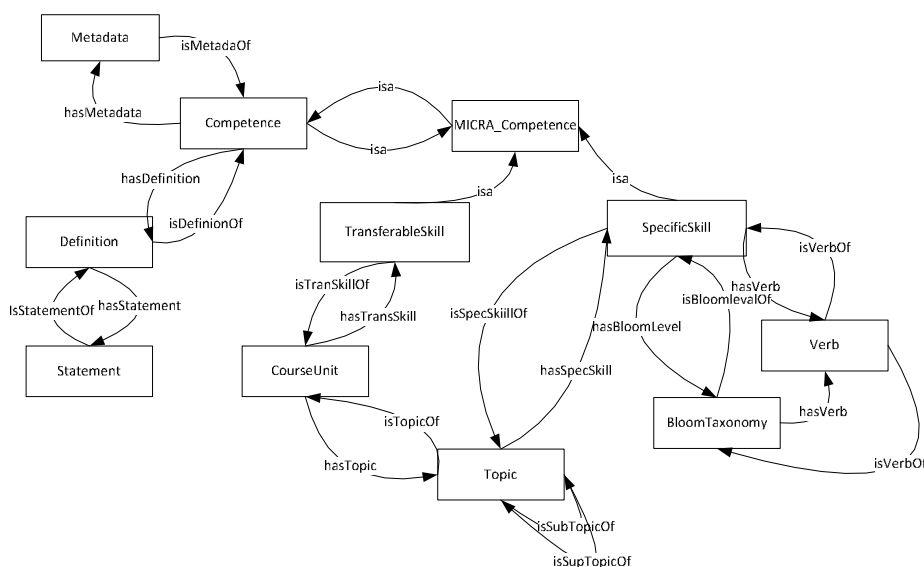 Metadata
isMetadaOf
hasMetadata
isa
Competence
MICRA_Competence
isa
hasDefinition
isa
isa
isDefinionOf
TransferableSkill
SpecificSkill
Definition
isVerbOf
isTranSkillOf
hasVerb
isBloomlevalOf
IsStatementOf
hasStatement
isSpecSkiillOf
hasTransSkill
hasBloomLevel
Verb
Statement
CourseUnit
hasSpecSkill
hasVerb
isTopicOf
BloomTaxonomy
hasTopic
isVerbOf
Topic
isSubTopicOf
isSupTopicOf